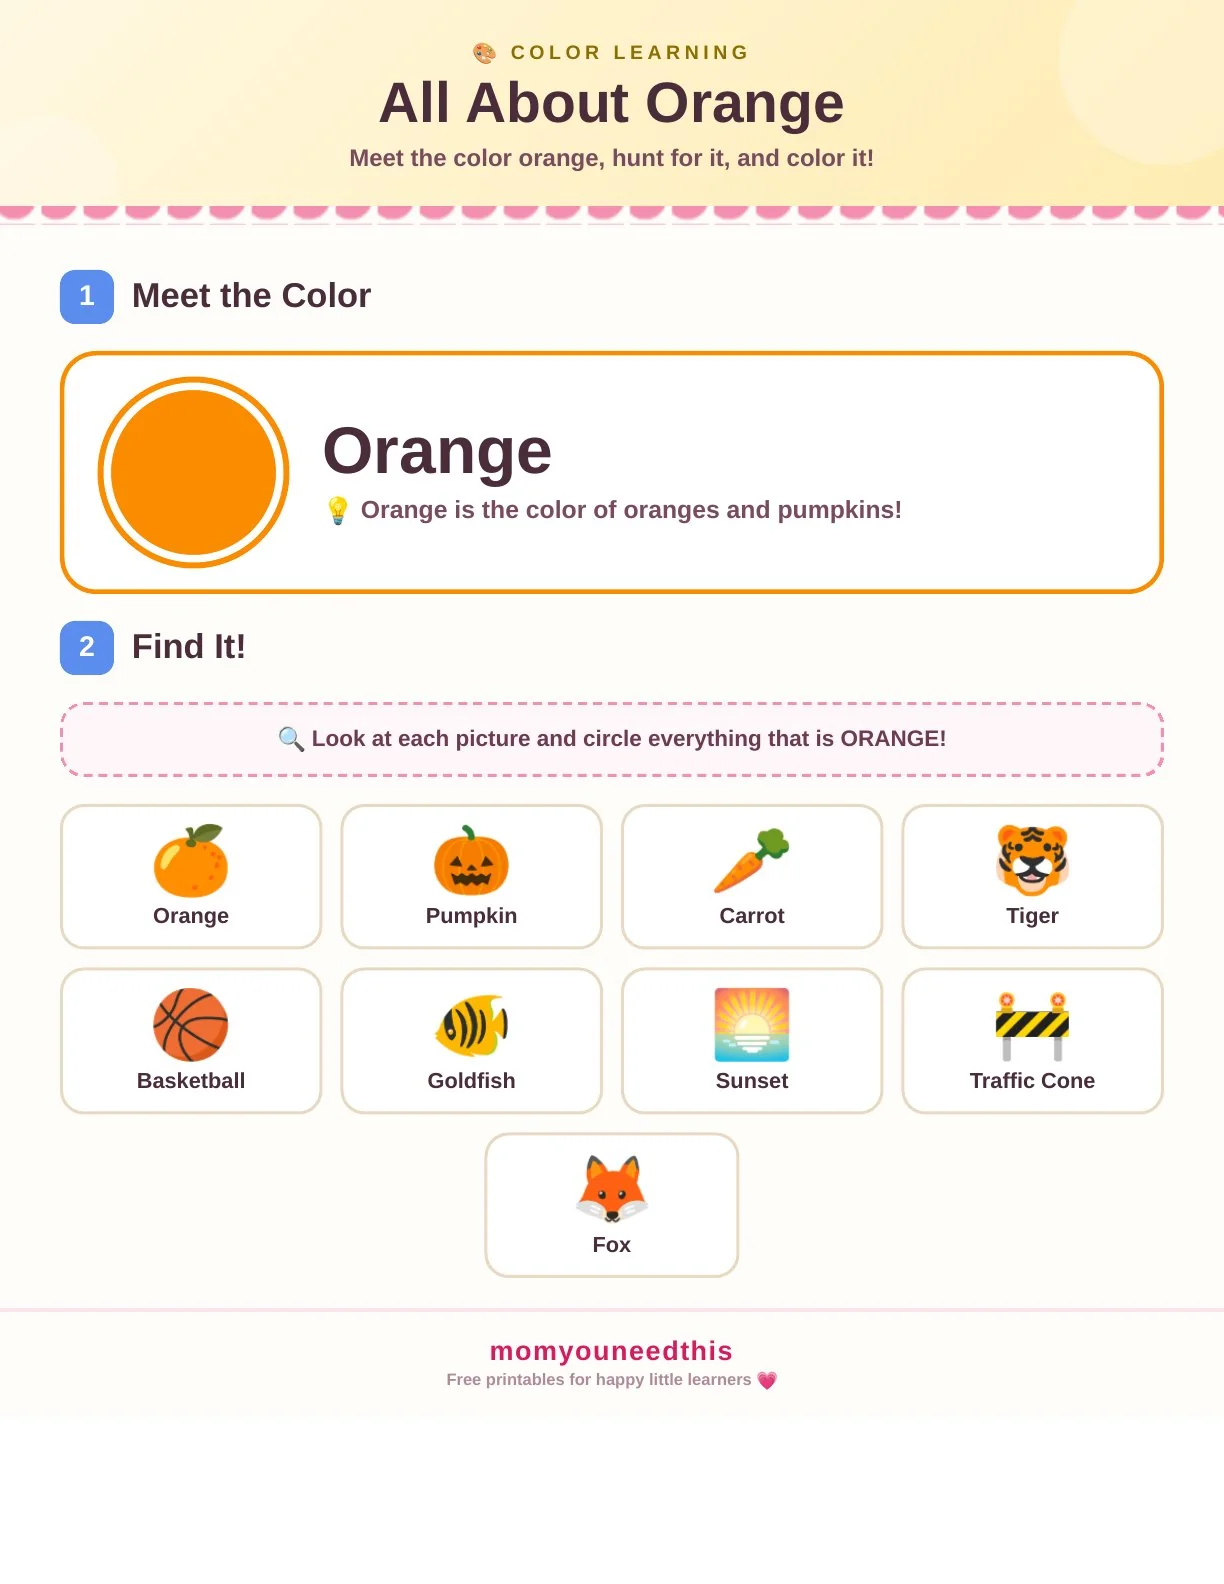 COLOR LEARNING
All About Orange
Meet the color orange, hunt for it, and color it!
1 Meet the Color
Orange
Orange is the color of oranges and pumpkins!
2 Find It!
Look at each picture and circle everything that is ORANGE!
Orange Pumpkin Carrot Tiger
Basketball Goldfish Sunset Traffic Cone
Fox
momyouneedthis
Free printables for happy little learners